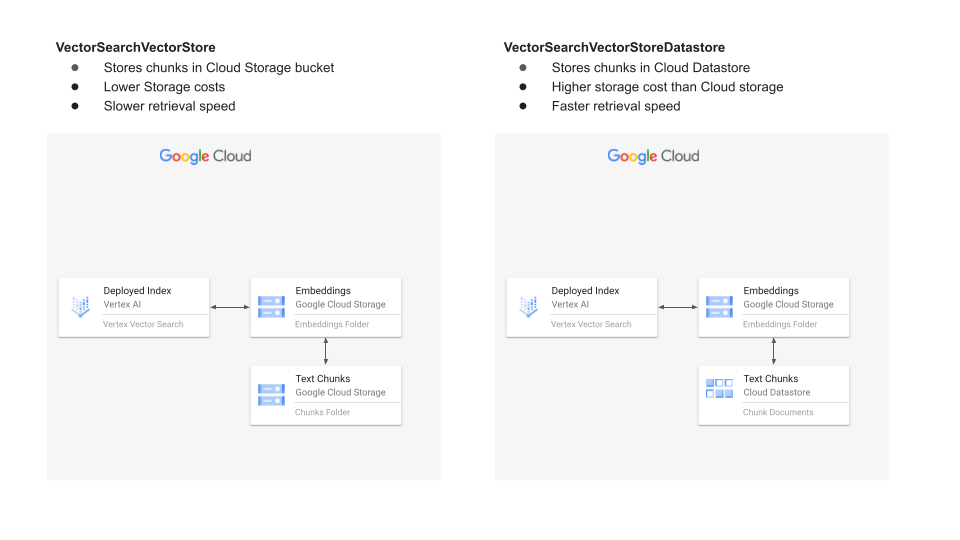 VectorSearchVectorStore
● Stores chunks in Cloud Storage bucket
● Lower Storage costs
● Slower retrieval speed
Google Cloud
Deployed Index
Vertex AI
Vertex Vector Search
Embeddings
Google Cloud Storage
Embeddings Folder
Text Chunks
Google Cloud Storage
Chunks Folder
VectorSearchVectorStoreDatastore
● Stores chunks in Cloud Datastore
● Higher storage cost than Cloud storage
● Faster retrieval speed
Google Cloud
Deployed Index
Vertex AI
Vertex Vector Search
Embeddings
Google Cloud Storage
Embeddings Folder
Text Chunks
Cloud Datastore
Chunk Documents